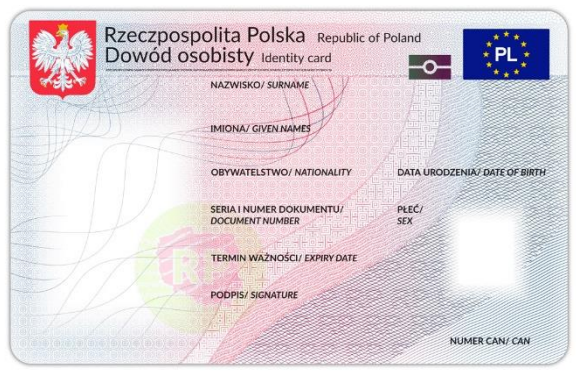 Rzeczpospolita Polska Republic of Poland
Dowód osobisty Identity card
PL
NAZWISKO/ SURNAME
IMIONA/ GIVEN NAMES
OBYWATELSTWO/ NATIONALITY
DATA URODZENIA/ DATE OF BIRTH
SERIA I NUMER DOKUMENTU/
DOCUMENT NUMBER
PŁEĆ/
SEX
TERMIN WAŻNOŚCI/ EXPIRY DATE
PODPIS/ SIGNATURE
NUMER CAN/ CAN